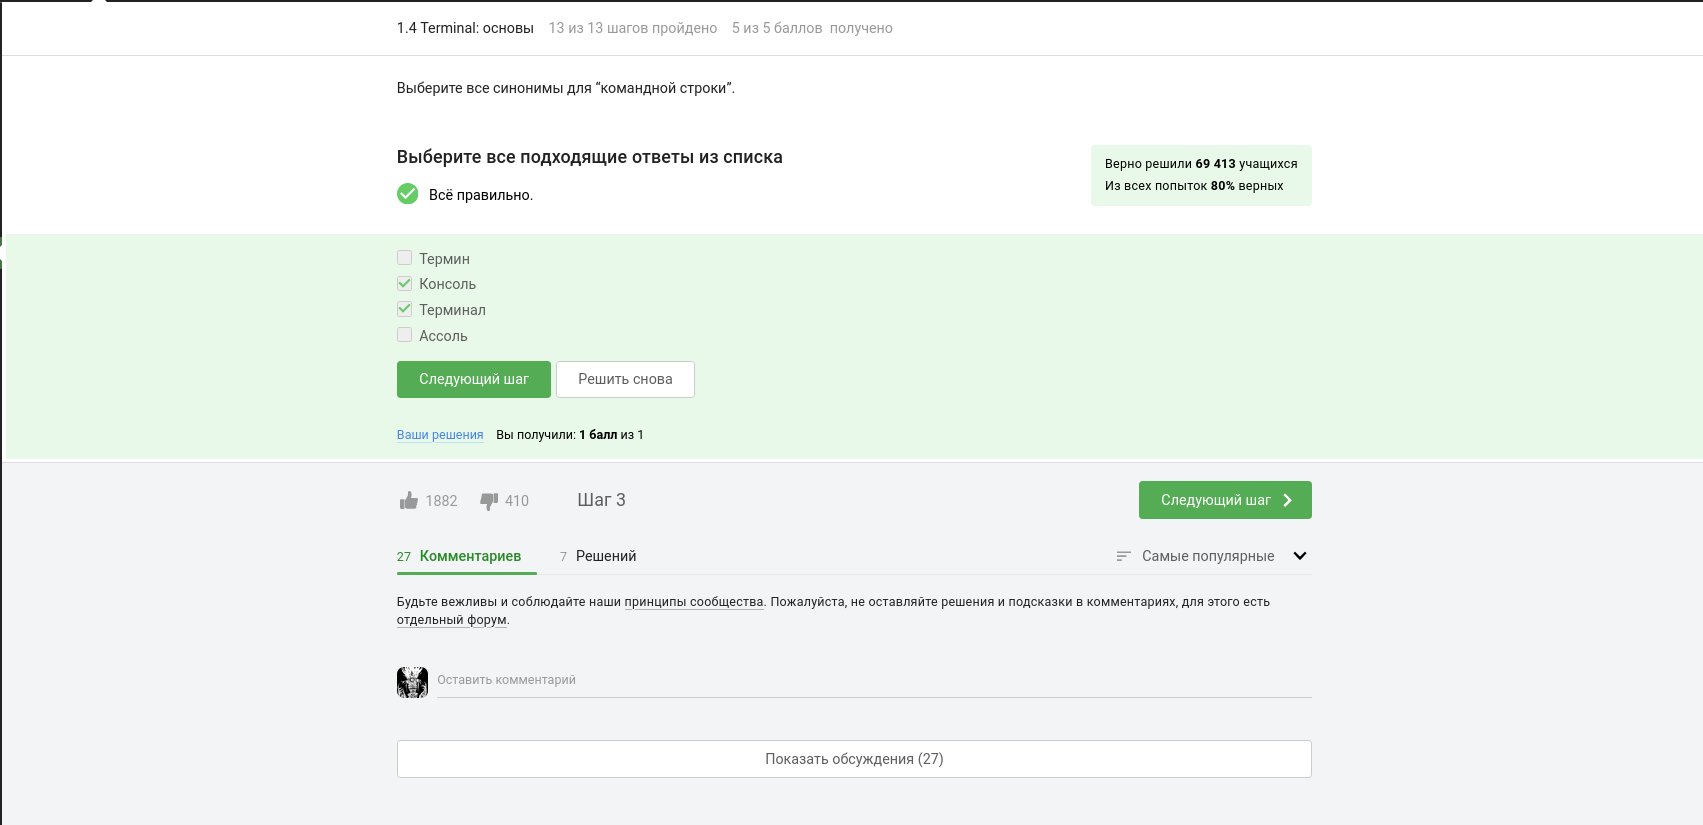 1.4 Terminal: основы 13 из 13 шагов пройдено 5 из 5 баллов получено
Выберите все синонимы для “командной строки”.
Выберите все подходящие ответы из списка
Верно решили 69 413 учащихся
Из всех попыток 80% верных
Всё правильно.
Термин
Консоль
Терминал
Ассоль
Следующий шаг Решить снова
Ваши решения Вы получили: 1 балл из 1
1882 410 Шаг 3 Следующий шаг
27 Комментариев 7 Решений Самые популярные
Будьте вежливы и соблюдайте наши принципы сообщества. Пожалуйста, не оставляйте решения и подсказки в комментариях, для этого есть
отдельный форум.
Оставить комментарий
Показать обсуждения (27)